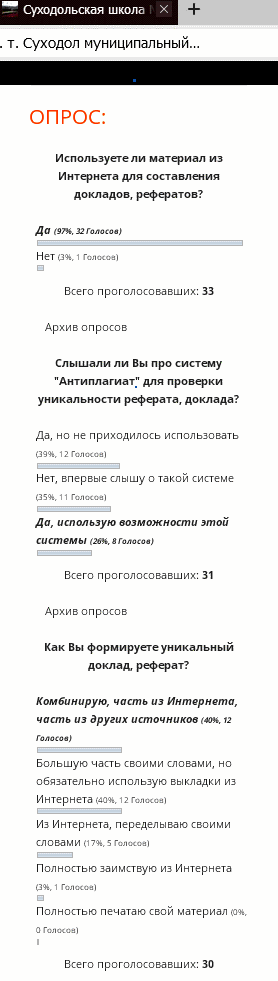 Суходольская школа N
. т. Суходол муниципальный...
ОПРОС:
Используете ли материал из
Интернета для составления
докладов, рефератов?
Да (97%, 32 Голосов)
Нет (3%, 1 Голосов)
Всего проголосовавших: 33
Архив опросов
Слышали ли Вы про систему
"Антиплагиат" для проверки
уникальности реферата, доклада?
Да, но не приходилось использовать
(39%, 12 Голосов)
Нет, впервые слышу о такой системе
(35%, 11 Голосов)
Да, использую возможности этой
системы (26%, 8 Голосов)
Всего проголосовавших: 31
Архив опросов
Как Вы формируете уникальный
доклад, реферат?
Комбинирую, часть из Интернета,
часть из других источников (40%, 12
Голосов)
Большую часть своими словами, но
обязательно использую выкладки из
Интернета (40%, 12 Голосов)
Из Интернета, переделываю своими
словами (17%, 5 Голосов)
Полностью заимствую из Интернета
(3%, 1 Голосов)
Полностью печатаю свой материал (0%,
0 Голосов)
Всего проголосовавших: 30